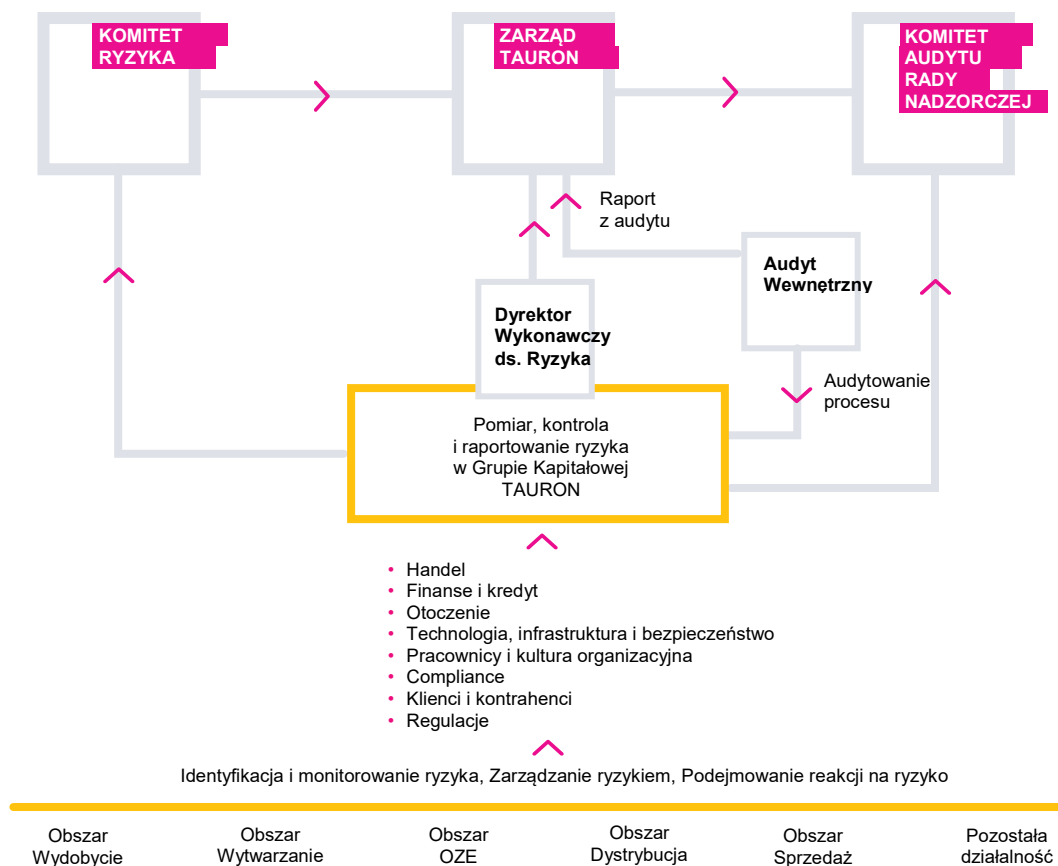 KOMITET
RYZYKA
ZARZĄD
TAURON
KOMITET
AUDYTU
RADY
NADZORCZEJ
Raport
z audytu
Audyt
Wewnętrzny
Dyrektor
Wykonawczy
ds. Ryzyka
Audytowanie
procesu
Pomiar, kontrola
i raportowanie ryzyka
w Grupie Kapitałowej
TAURON
• Handel
• Finanse i kredyt
• Otoczenie
• Technologia, infrastruktura i bezpieczeństwo
• Pracownicy i kultura organizacyjna
• Compliance
• Klienci i kontrahenci
• Regulacje
Identyfikacja i monitorowanie ryzyka, Zarządzanie ryzykiem, Podejmowanie reakcji na ryzyko
Obszar
Wydobycie
Obszar
Wytwarzanie
Obszar
OZE
Obszar
Dystrybucja
Obszar
Sprzedaż
Pozostała
działalność